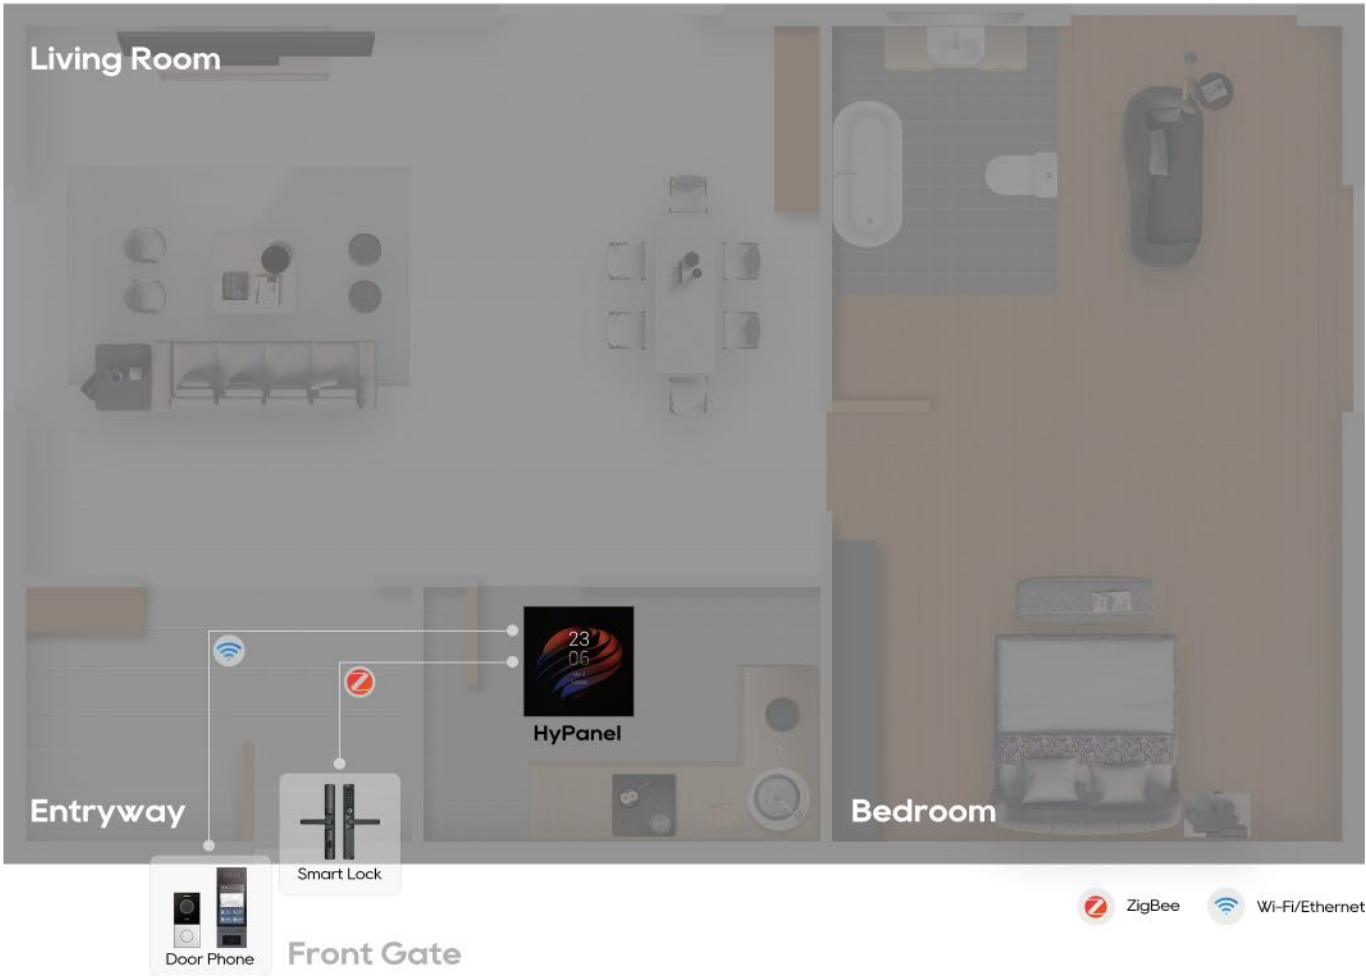 Living Room
23
06
HyPanel
Entryway
Bedroom
Smart Lock
Door Phone
Front Gate
ZigBee
Wi-Fi/Ethernet